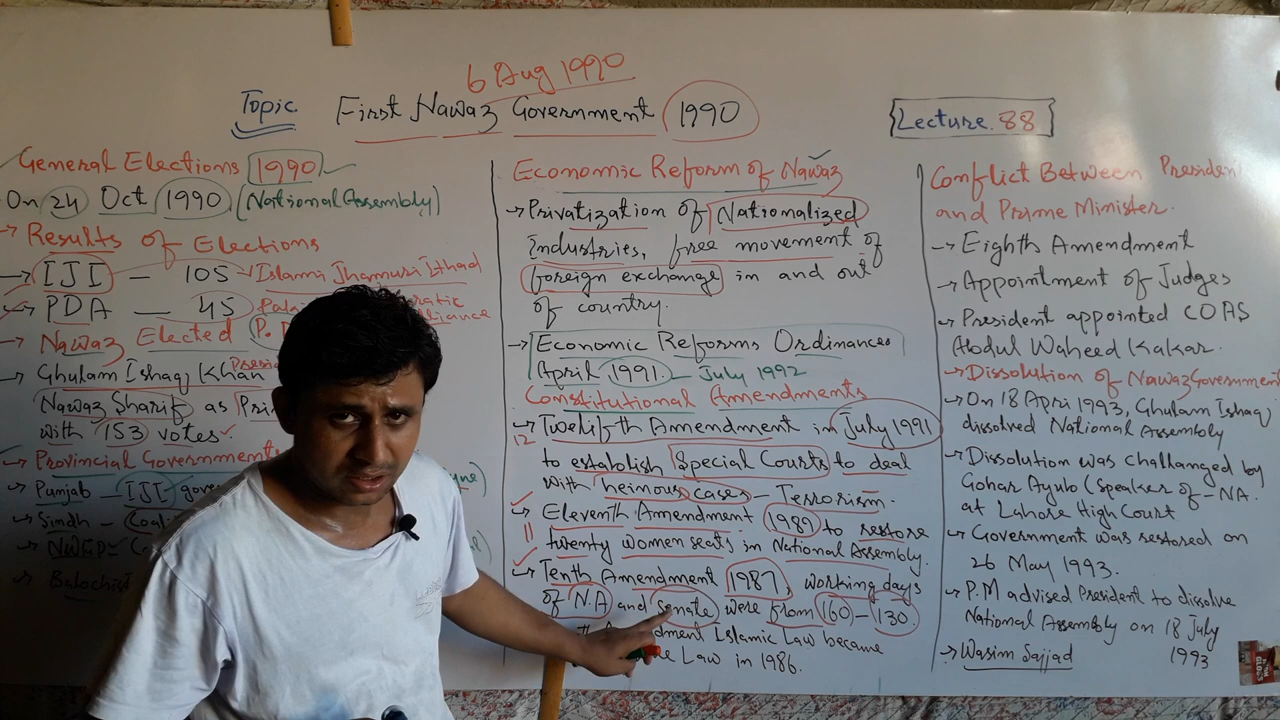 6 Aug 1990
Topic First Nawaz Government 1990
Lecture. 88
General Elections 1990
On 24 Oct 1990 (National Assembly)
→ Results of Elections
→ IJI — 105 Islami Jhamuri Ithad
→ PDA — 45
→ Nawaz Elected P.
→ Ghulam Ishaq Khan
Nawaz Sharif as
with 153 votes
→ Provincial Governments
Punjab — IJI
→ Sindh —
→ NWFP
→
Economic Reform of Nawaz
→ Privatization of Nationalized
industries, free movement of
foreign exchange in and out
of country.
→ Economic Reforms Ordinances
April 1991 — July 1992
Constitutional Amendments
→ Twelifth Amendment in July 1991
12 to establish Special Courts to deal
with heinous cases — Terrorism.
→ Eleventh Amendment 1989 to restore
11 twenty women seats in National Assembly.
→ Tenth Amendment 1987, working days
of N.A and Senate were from 160 – 130.
Islamic Law became
Law in 1986.
Conflict Between
and Prime Minister.
→ Eighth Amendment
→ Appointment of Judges
→ President appointed COAS
Abdul Waheed Kakar.
→ Dissolution of Nawaz Government
→ On 18 Apri 1993, Ghulam Ishaq
dissolved National Assembly
→ Dissolution was challanged by
Gohar Ayub (Speaker of – NA.
at Lahore High Court
→ Government was restored on
26 May 1993.
→ P.M advised President to dissolve
National Assembly on 18 July
1993
→ Wasim Sajjad